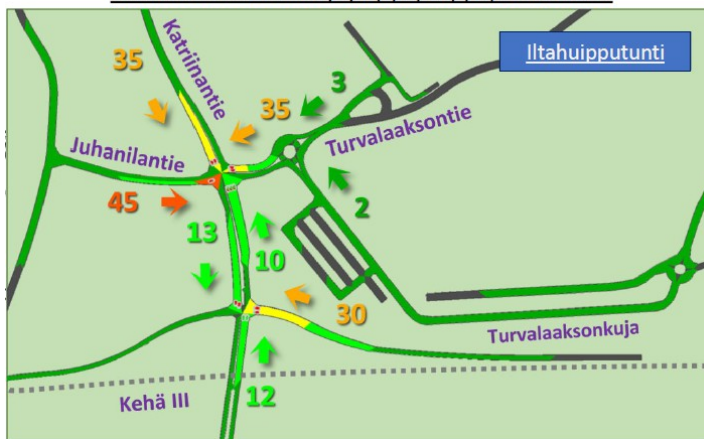 Iltahuipputunti
35
Katriinantie
35
3
Turvalaaksontie
Juhanilantie
45
2
13
10
30
Turvalaaksonkuja
Kehä III
12